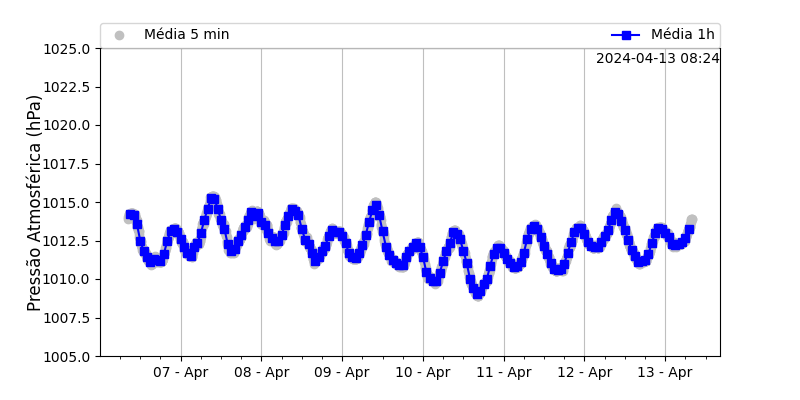 Média 5 min
Média 1h
2024-04-13 08:24
Pressão Atmosférica (hPa)
1025.0
1022.5
1020.0
1017.5
1015.0
1012.5
1010.0
1007.5
1005.0
07 - Apr
08 - Apr
09 - Apr
10 - Apr
11 - Apr
12 - Apr
13 - Apr